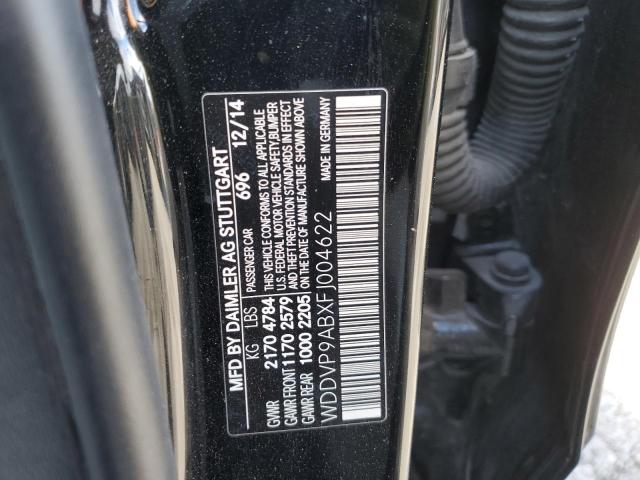 MFD BY DAIMLER AG STUTTGART
PASSENGER CAR 696 12/14
KG LBS
THIS VEHICLE CONFORMS TO ALL APPLICABLE
U.S. FEDERAL MOTOR VEHICLE SAFETY, BUMPER
AND THEFT PREVENTION STANDARDS IN EFFECT
ON THE DATE OF MANUFACTURE SHOWN ABOVE
GVWR 2170 4784
GAWR FRONT 1170 2579
GAWR REAR 1000 2205
MADE IN GERMANY
WDDVP9ABXFJ004622